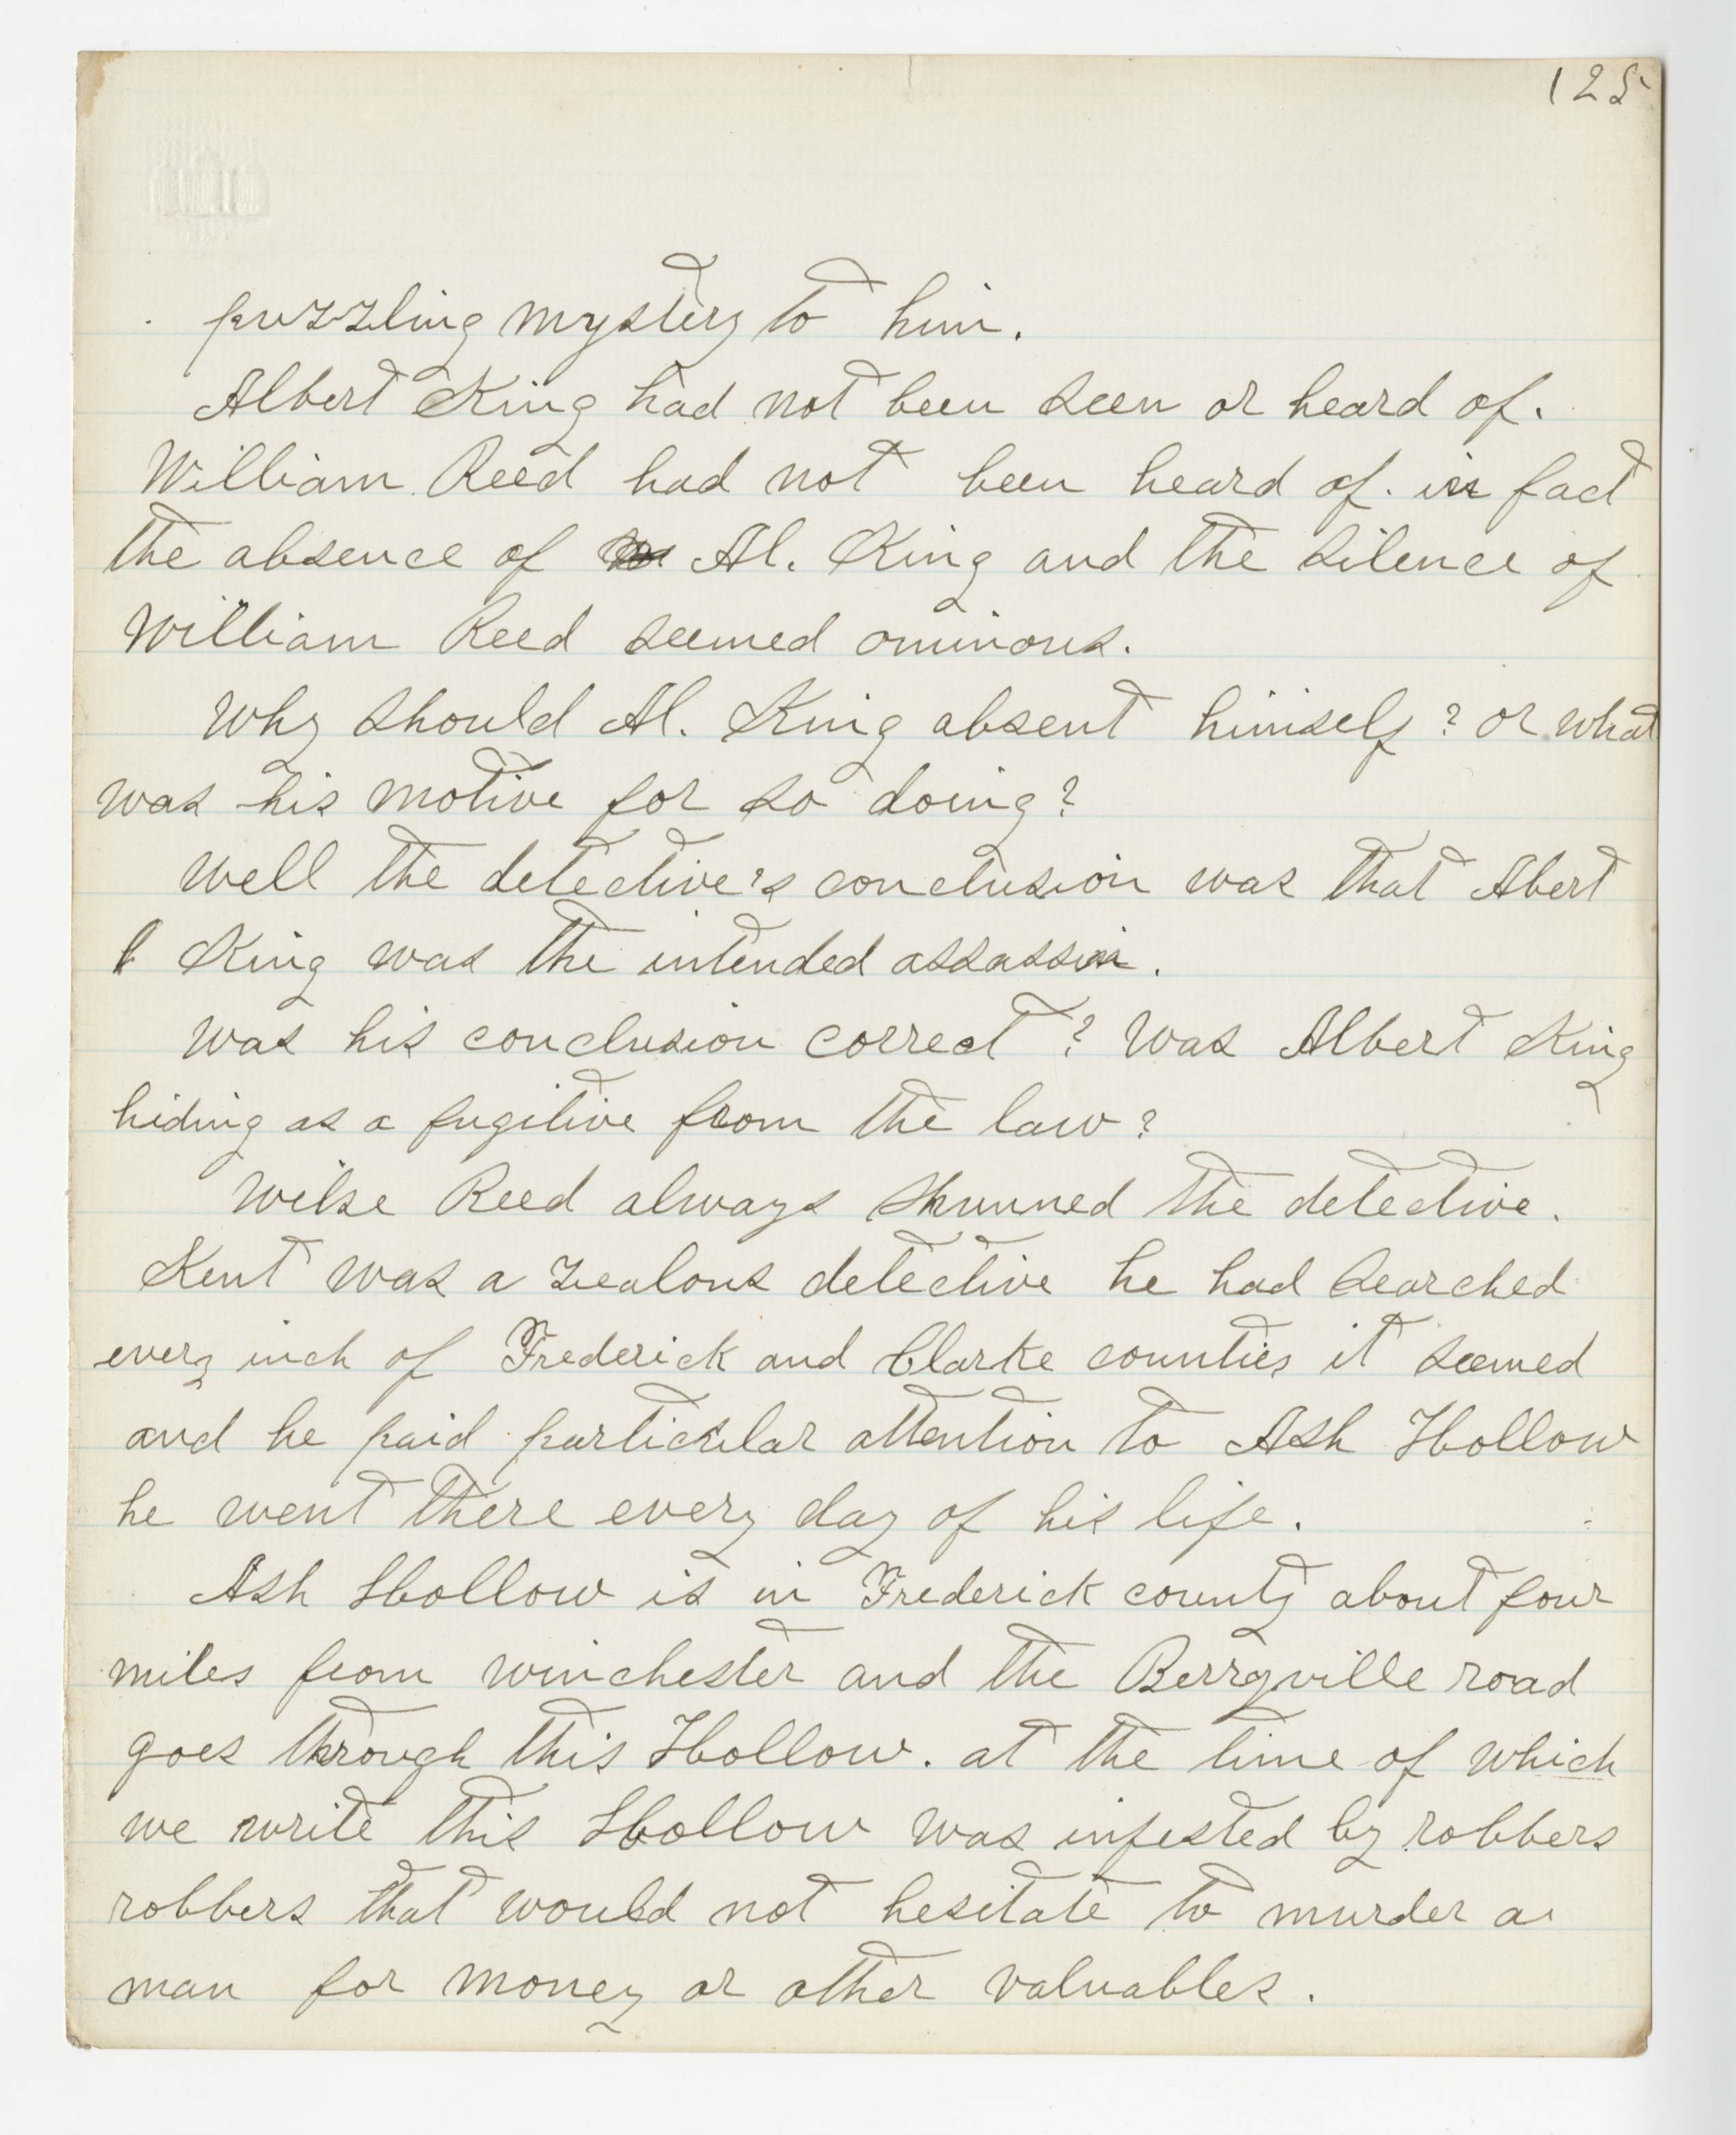 125
puzzling mystery to him.
Albert King had not been seen or heard of.
William Reed had not been heard of. in fact
the absence of Al. King and the silence of
William Reed seemed ominous.
Why should Al. King absent himself? or what
was his motive for so doing?
Well the detective's conclusion was that Abert
King was the intended assassin.
Was his conclusion correct? Was Albert King
hiding as a fugitive from the law?
Wilse Reed always shunned the detective.
Kent was a zealous detective he had searched
every inch of Frederick and Clarke counties it seemed
and he paid particular attention to Ash Hollow
he went there every day of his life.
Ash Hollow is in Frederick county about four
miles from winchester and the Berryville road
goes through this Hollow. at the time of which
we write this Hollow was infested by robbers
robbers that would not hesitate to murder a
man for money or other valuables.